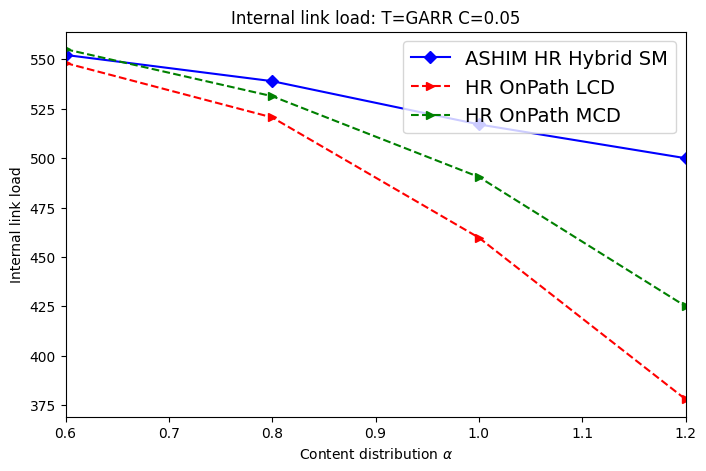 Internal link load: T=GARR C=0.05
ASHIM HR Hybrid SM
HR OnPath LCD
HR OnPath MCD
Internal link load
550
525
500
475
450
425
400
375
0.6 0.7 0.8 0.9 1.0 1.1 1.2
Content distribution α